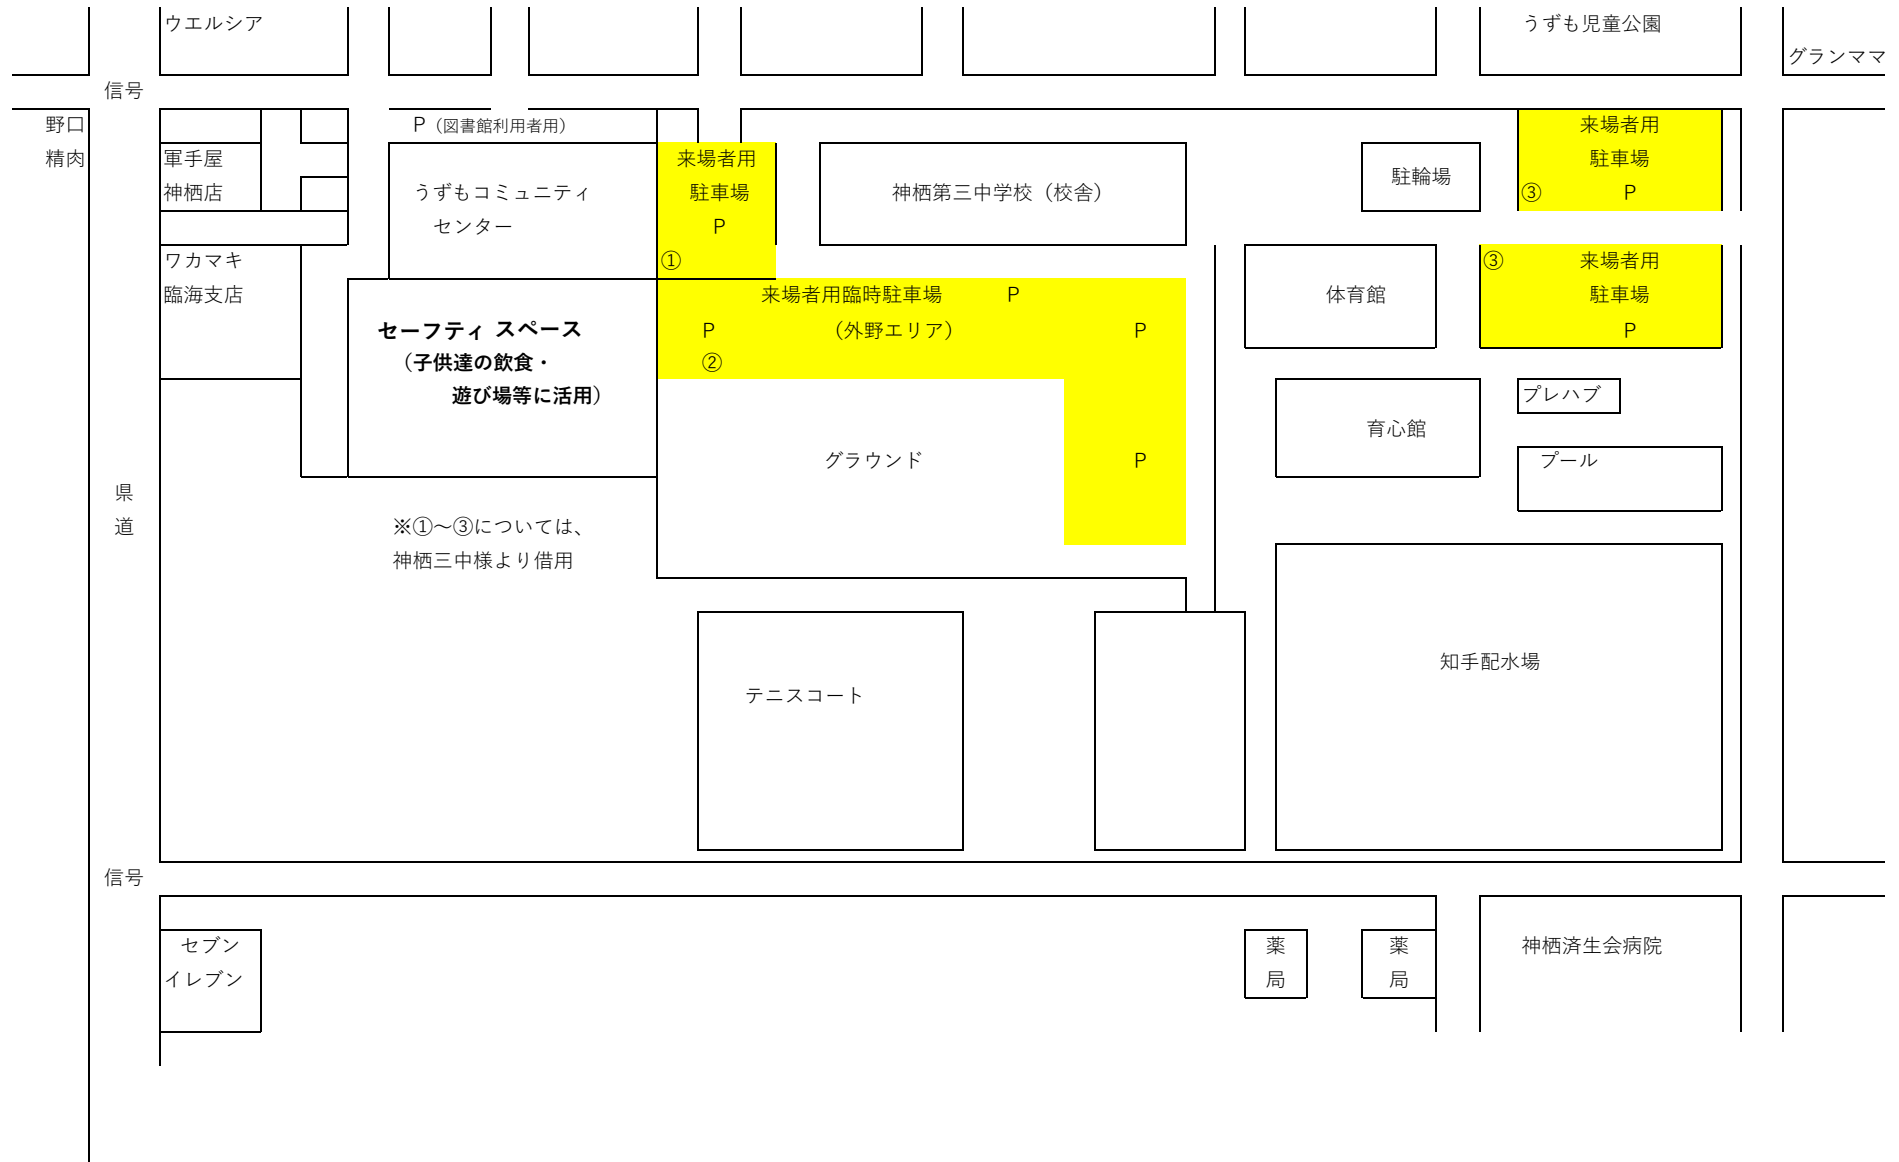 ウエルシア
うずも児童公園
グランママ
信号
野口
精肉
P（図書館利用者用）
軍手屋
神栖店
うずもコミュニティ
センター
来場者用
駐車場
P
①
神栖第三中学校（校舎）
駐輪場
来場者用
駐車場
③ P
ワカマキ
臨海支店
セーフティ スペース
（子供達の飲食・
遊び場等に活用）
来場者用臨時駐車場 P
P （外野エリア） P
②
体育館
③ 来場者用
駐車場
P
プレハブ
育心館
グラウンド P
プール
県
道
※①～③については、
神栖三中様より借用
知手配水場
テニスコート
信号
セブン
イレブン
薬
局
薬
局
神栖済生会病院